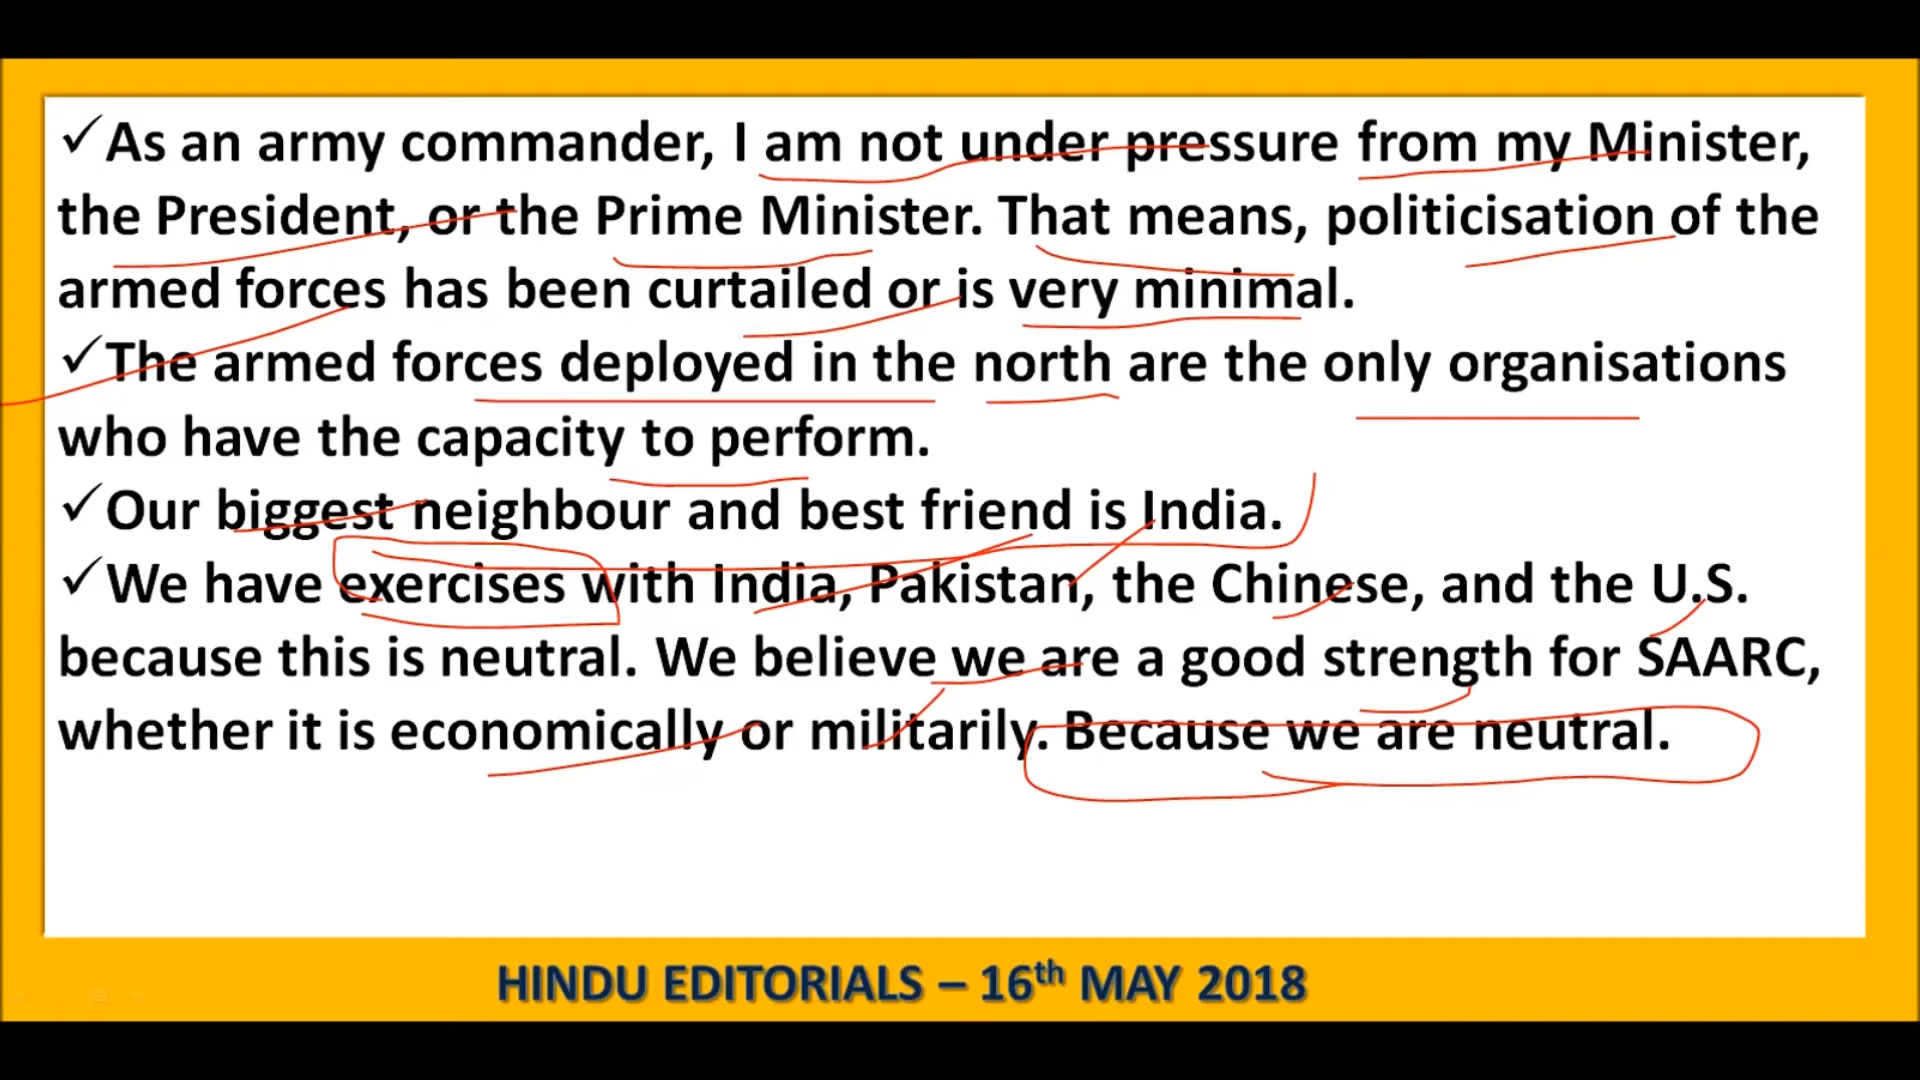 ✓As an army commander, I am not under pressure from my Minister,
the President, or the Prime Minister. That means, politicisation of the
armed forces has been curtailed or is very minimal.
✓The armed forces deployed in the north are the only organisations
who have the capacity to perform.
✓Our biggest neighbour and best friend is India.
✓We have exercises with India, Pakistan, the Chinese, and the U.S.
because this is neutral. We believe we are a good strength for SAARC,
whether it is economically or militarily. Because we are neutral.
HINDU EDITORIALS – 16th MAY 2018